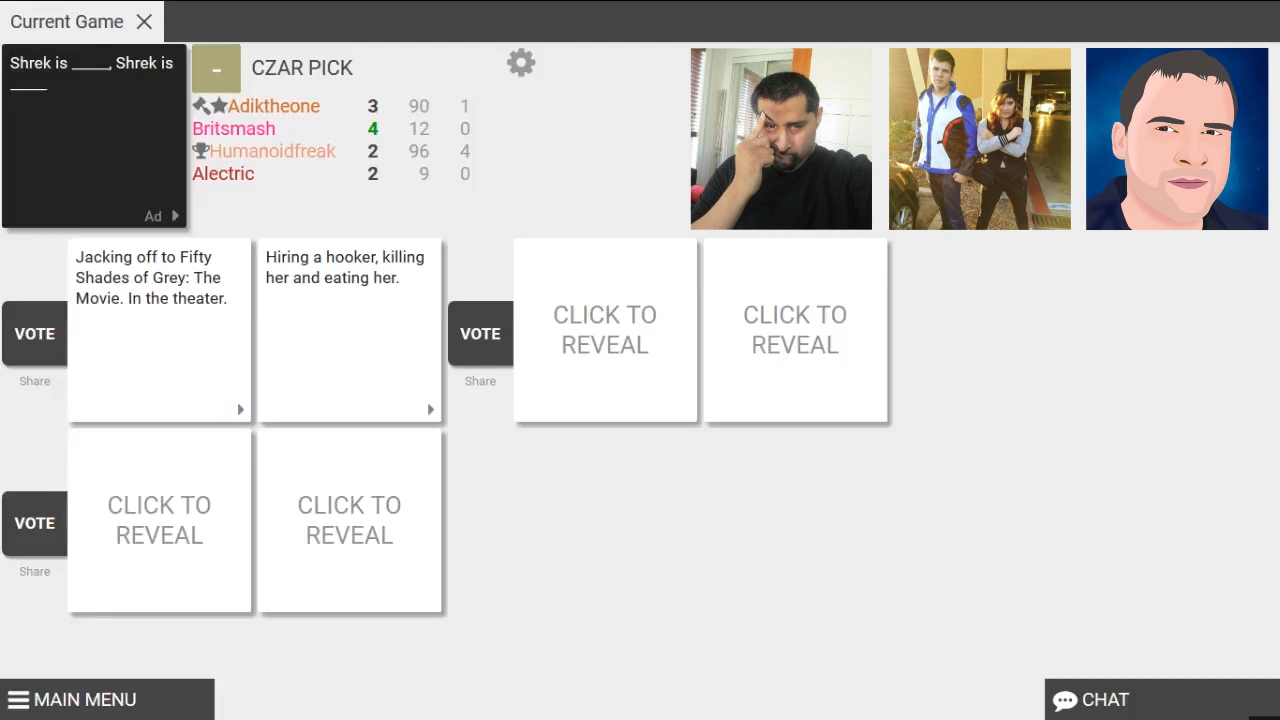 Current Game
Shrek is _____, Shrek is
_____
Ad
-
CZAR PICK
Adiktheone 3 90 1
Britsmash 4 12 0
Humanoidfreak 2 96 4
Alectric 2 9 0
VOTE
Share
Jacking off to Fifty
Shades of Grey: The
Movie. In the theater.
Hiring a hooker, killing
her and eating her.
VOTE
Share
CLICK TO
REVEAL
CLICK TO
REVEAL
VOTE
Share
CLICK TO
REVEAL
CLICK TO
REVEAL
MAIN MENU
CHAT